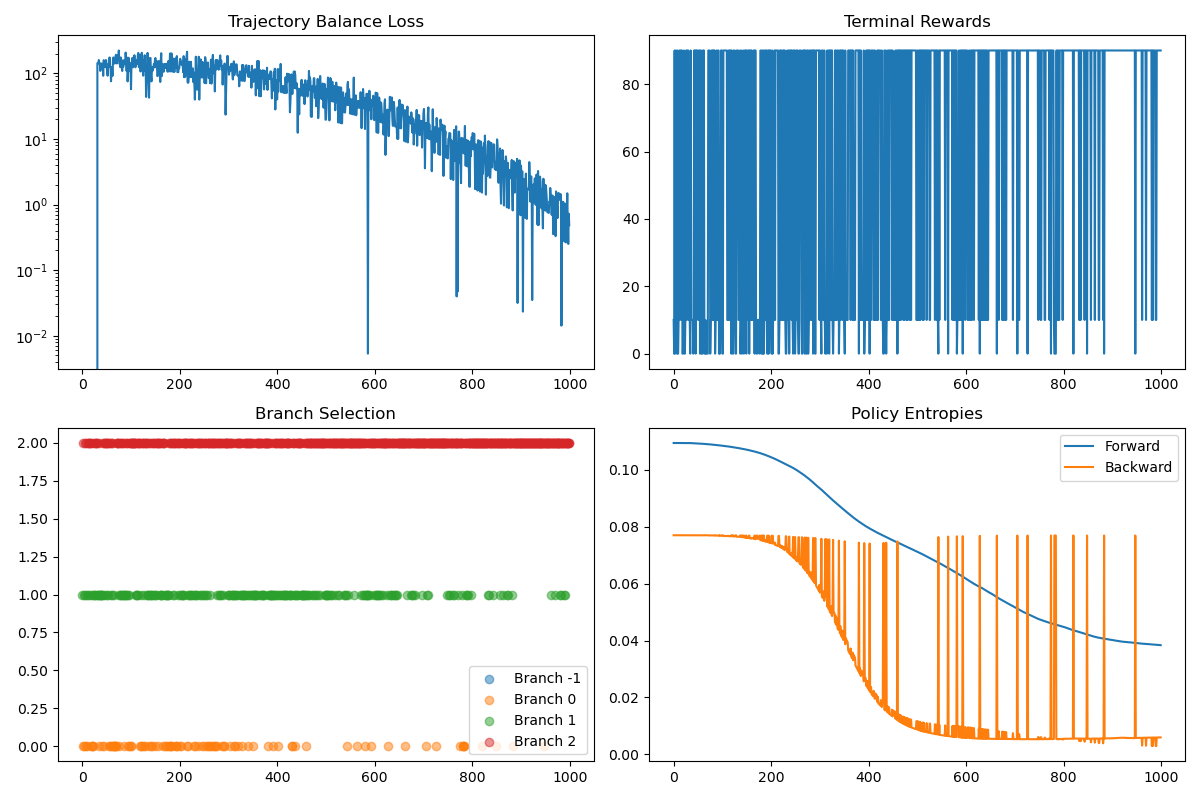 Trajectory Balance Loss
10²
10¹
10⁰
10⁻¹
10⁻²
0 200 400 600 800 1000
Terminal Rewards
80
60
40
20
0
0 200 400 600 800 1000
Branch Selection
2.00
1.75
1.50
1.25
1.00
0.75
0.50
0.25
0.00
Branch -1
Branch 0
Branch 1
Branch 2
0 200 400 600 800 1000
Policy Entropies
0.10
0.08
0.06
0.04
0.02
0.00
Forward
Backward
0 200 400 600 800 1000